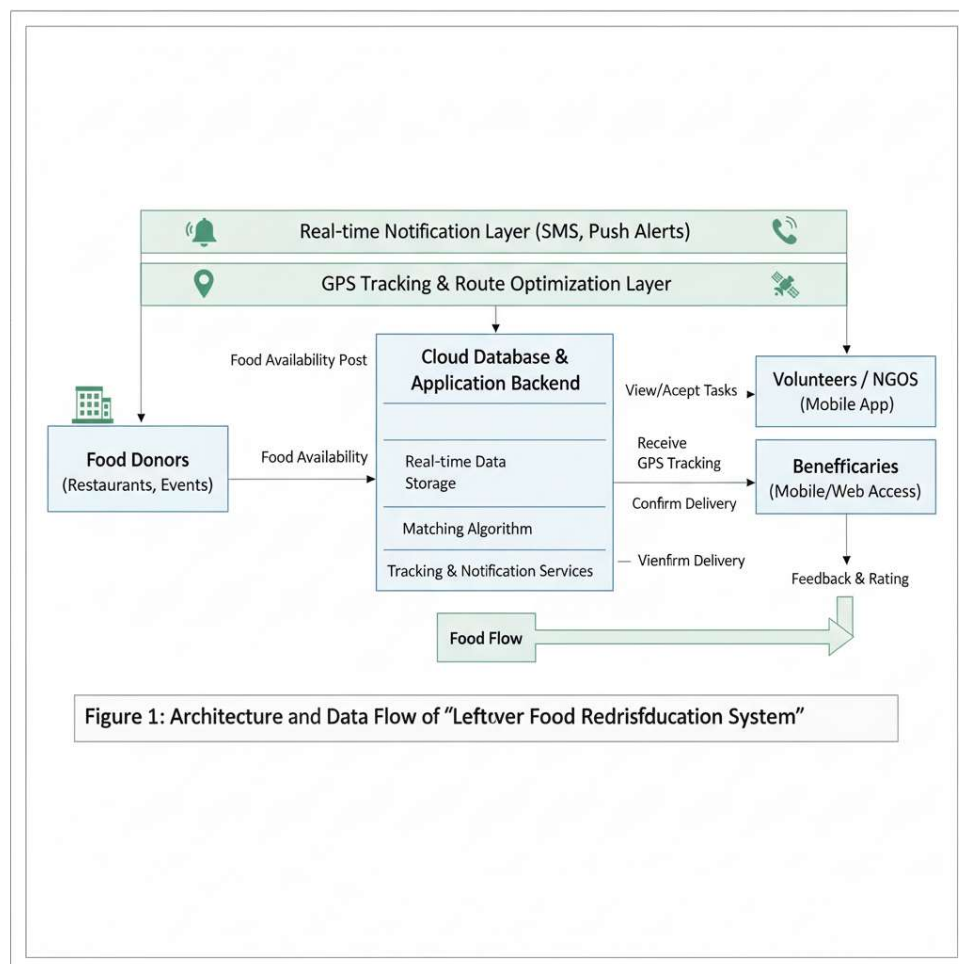 Real-time Notification Layer (SMS, Push Alerts)
GPS Tracking & Route Optimization Layer
Food Availability Post
Cloud Database &
Application Backend
View/Acept Tasks
Volunteers / NGOS
(Mobile App)
Food Donors
(Restaurants, Events)
Food Availability
Real-time Data
Storage
Receive
GPS Tracking
Benefficaries
(Mobile/Web Access)
Confirm Delivery
Matching Algorithm
Tracking & Notification Services
Vienfirm Delivery
Feedback & Rating
Food Flow
Figure 1: Architecture and Data Flow of “Leftover Food Redrisfducation System”